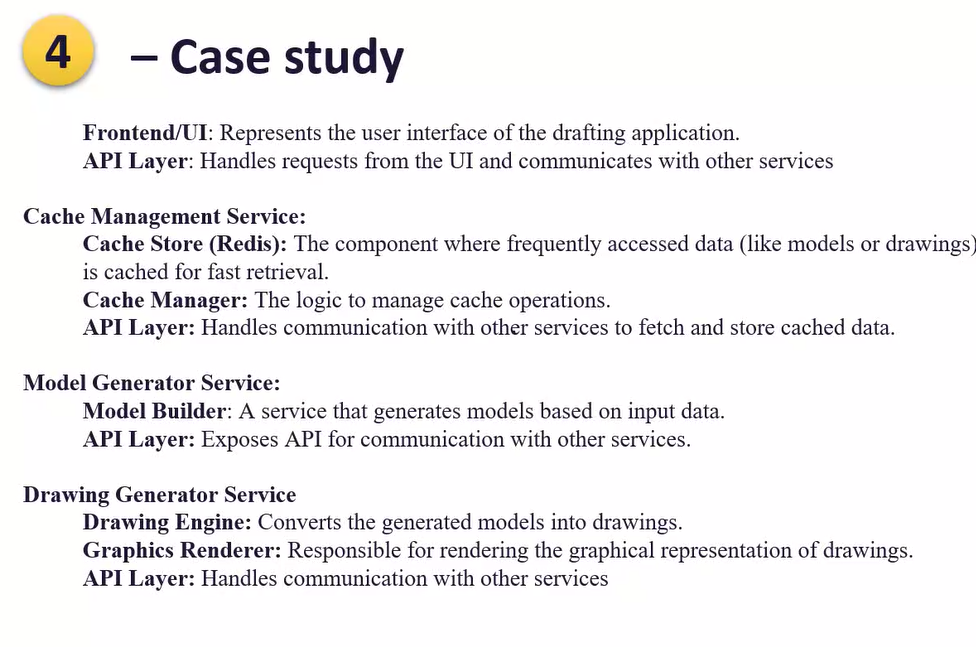 4 – Case study
Frontend/UI: Represents the user interface of the drafting application.
API Layer: Handles requests from the UI and communicates with other services
Cache Management Service:
Cache Store (Redis): The component where frequently accessed data (like models or drawings)
is cached for fast retrieval.
Cache Manager: The logic to manage cache operations.
API Layer: Handles communication with other services to fetch and store cached data.
Model Generator Service:
Model Builder: A service that generates models based on input data.
API Layer: Exposes API for communication with other services.
Drawing Generator Service
Drawing Engine: Converts the generated models into drawings.
Graphics Renderer: Responsible for rendering the graphical representation of drawings.
API Layer: Handles communication with other services